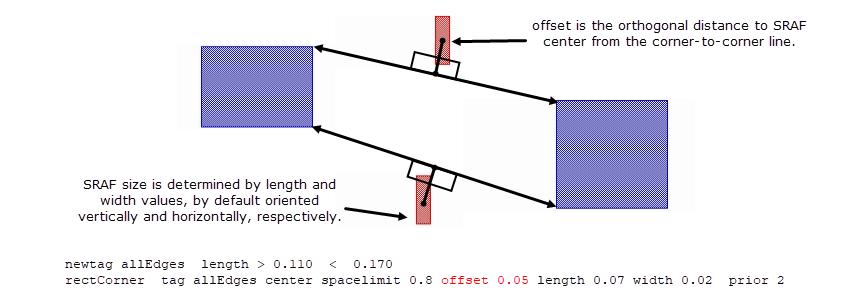 offset is the orthogonal distance to SRAF
center from the corner-to-corner line.
SRAF size is determined by length and
width values, by default oriented
vertically and horizontally, respectively.
newtag allEdges length > 0.110 < 0.170
rectCorner tag allEdges center spacelimit 0.8 offset 0.05 length 0.07 width 0.02 prior 2